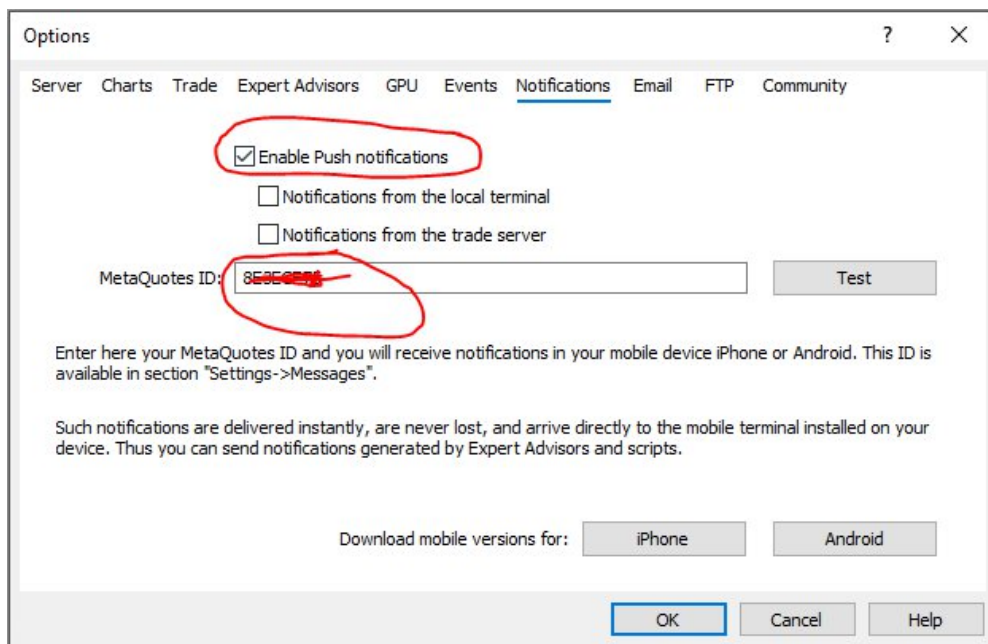 Options
Server Charts Trade Expert Advisors GPU Events Notifications Email FTP Community
Enable Push notifications
Notifications from the local terminal
Notifications from the trade server
MetaQuotes ID:
Test
Enter here your MetaQuotes ID and you will receive notifications in your mobile device iPhone or Android. This ID is
available in section "Settings->Messages".
Such notifications are delivered instantly, are never lost, and arrive directly to the mobile terminal installed on your
device. Thus you can send notifications generated by Expert Advisors and scripts.
Download mobile versions for: iPhone Android
OK Cancel Help